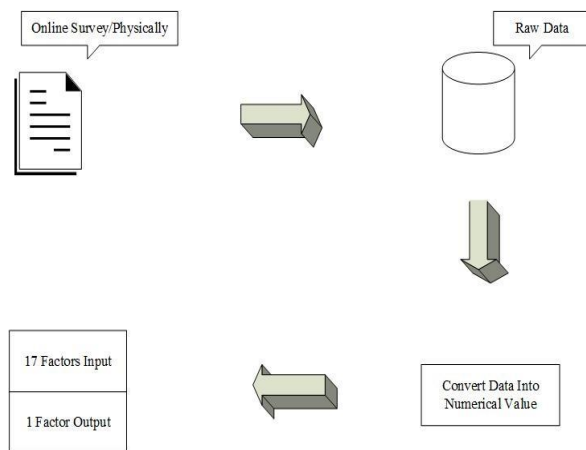 Online Survey/Physically
Raw Data
Convert Data Into
Numerical Value
17 Factors Input
1 Factor Output